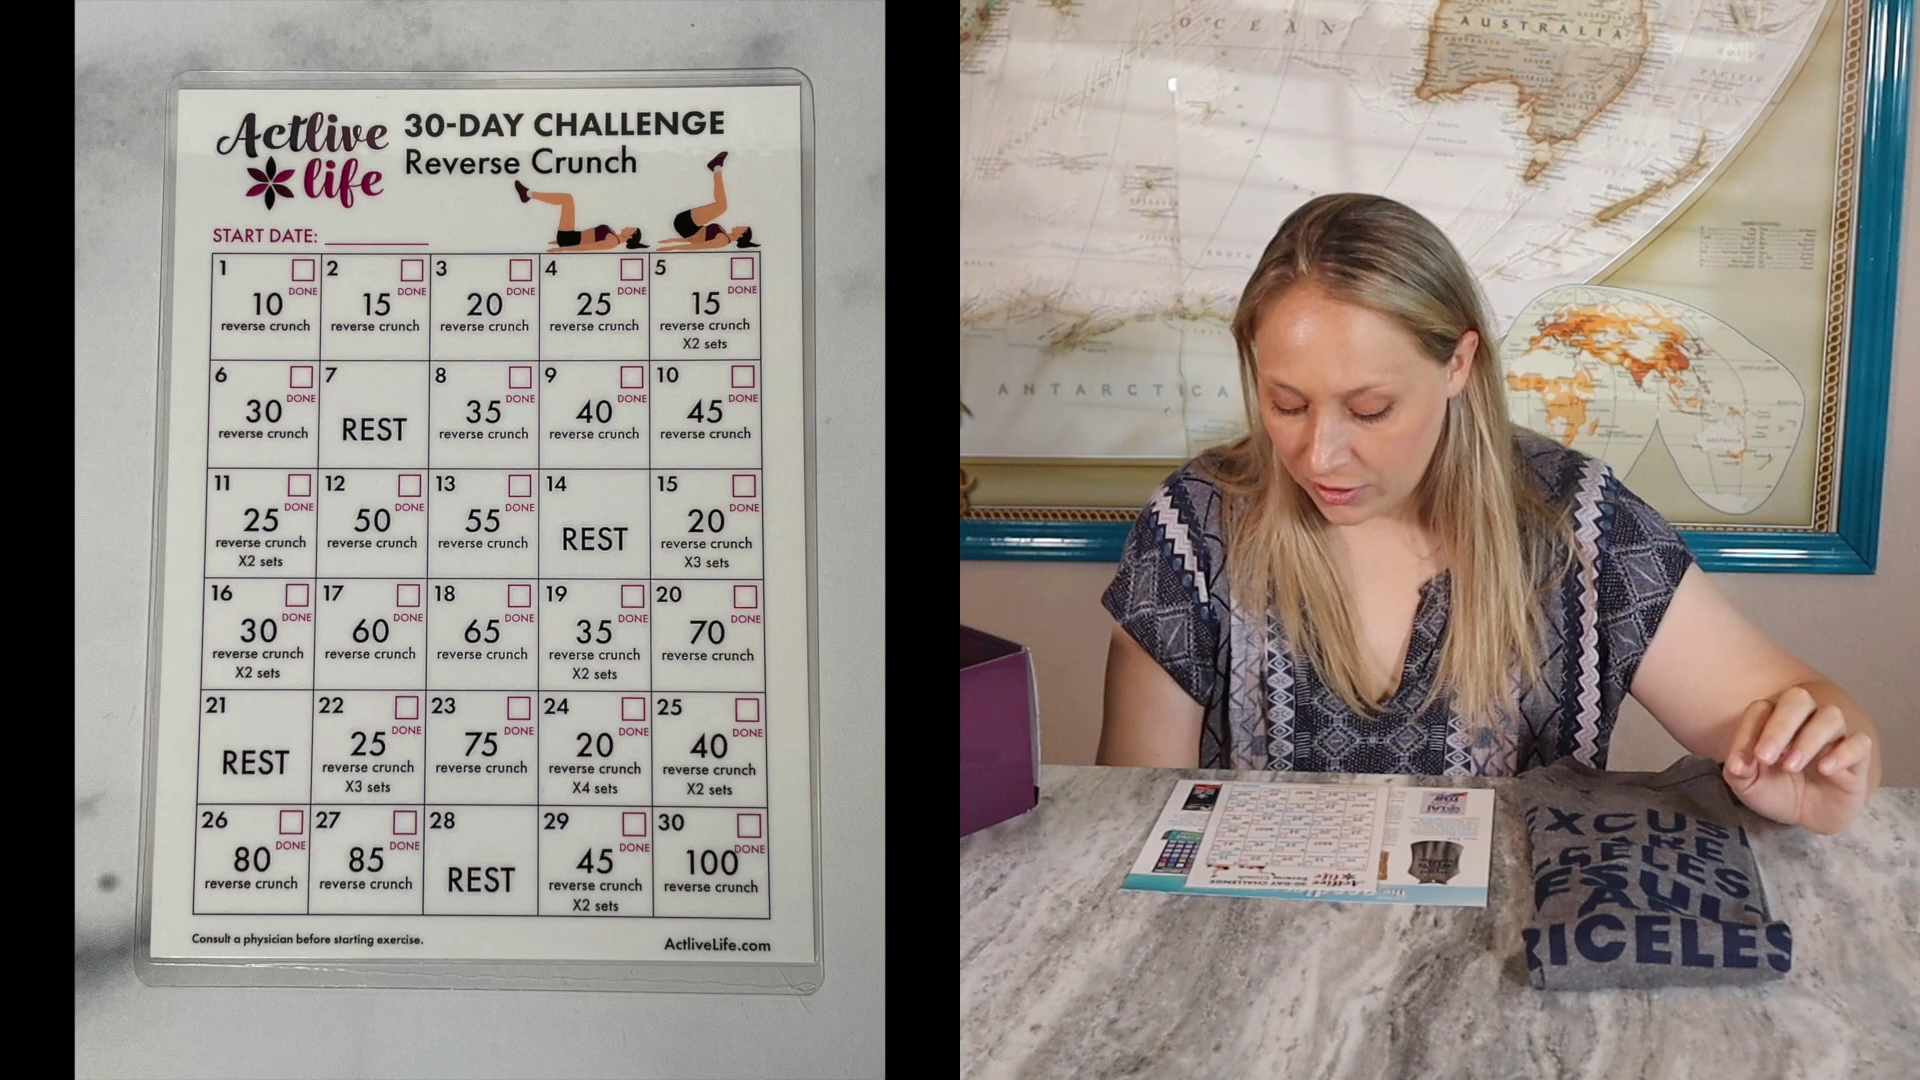 Actlive
life
30-DAY CHALLENGE
Reverse Crunch
START DATE:
1 DONE 10 reverse crunch
2 DONE 15 reverse crunch
3 DONE 20 reverse crunch
4 DONE 25 reverse crunch
5 DONE 15 reverse crunch X2 sets
6 DONE 30 reverse crunch
7 REST
8 DONE 35 reverse crunch
9 DONE 40 reverse crunch
10 DONE 45 reverse crunch
11 DONE 25 reverse crunch X2 sets
12 DONE 50 reverse crunch
13 DONE 55 reverse crunch
14 REST
15 DONE 20 reverse crunch X3 sets
16 DONE 30 reverse crunch X2 sets
17 DONE 60 reverse crunch
18 DONE 65 reverse crunch
19 DONE 35 reverse crunch X2 sets
20 DONE 70 reverse crunch
21 REST
22 DONE 25 reverse crunch X3 sets
23 DONE 75 reverse crunch
24 DONE 20 reverse crunch X4 sets
25 DONE 40 reverse crunch X2 sets
26 DONE 80 reverse crunch
27 DONE 85 reverse crunch
28 REST
29 DONE 45 reverse crunch X2 sets
30 DONE 100 reverse crunch
Consult a physician before starting exercise.
ActliveLife.com
OCEAN
AUSTRALIA
ANTARCTICA
30-DAY CHALLENGE
Reverse Crunch